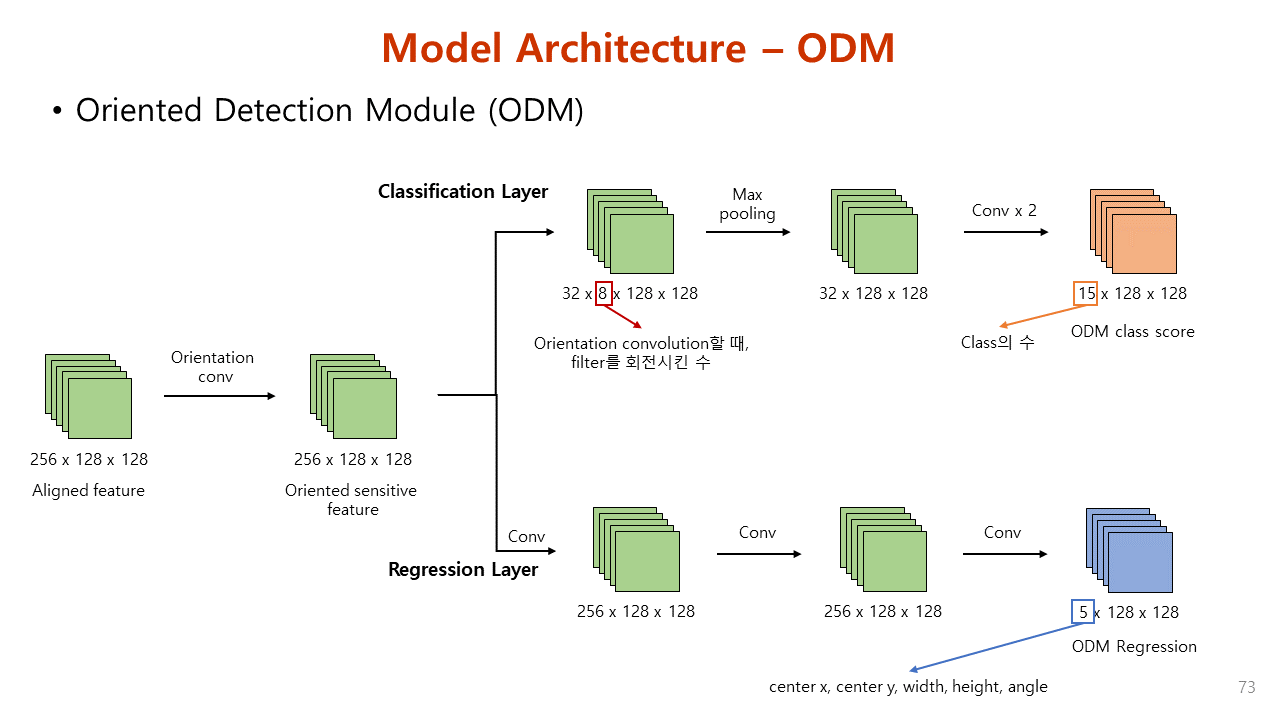 Model Architecture – ODM
• Oriented Detection Module (ODM)
Classification Layer
Max
pooling
Conv x 2
32 x 8 x 128 x 128
32 x 128 x 128
15 x 128 x 128
Orientation convolution할 때,
filter를 회전시킨 수
Class의 수
ODM class score
Orientation
conv
256 x 128 x 128
Aligned feature
256 x 128 x 128
Oriented sensitive
feature
Conv
Regression Layer
Conv
Conv
256 x 128 x 128
256 x 128 x 128
5 x 128 x 128
ODM Regression
center x, center y, width, height, angle
73